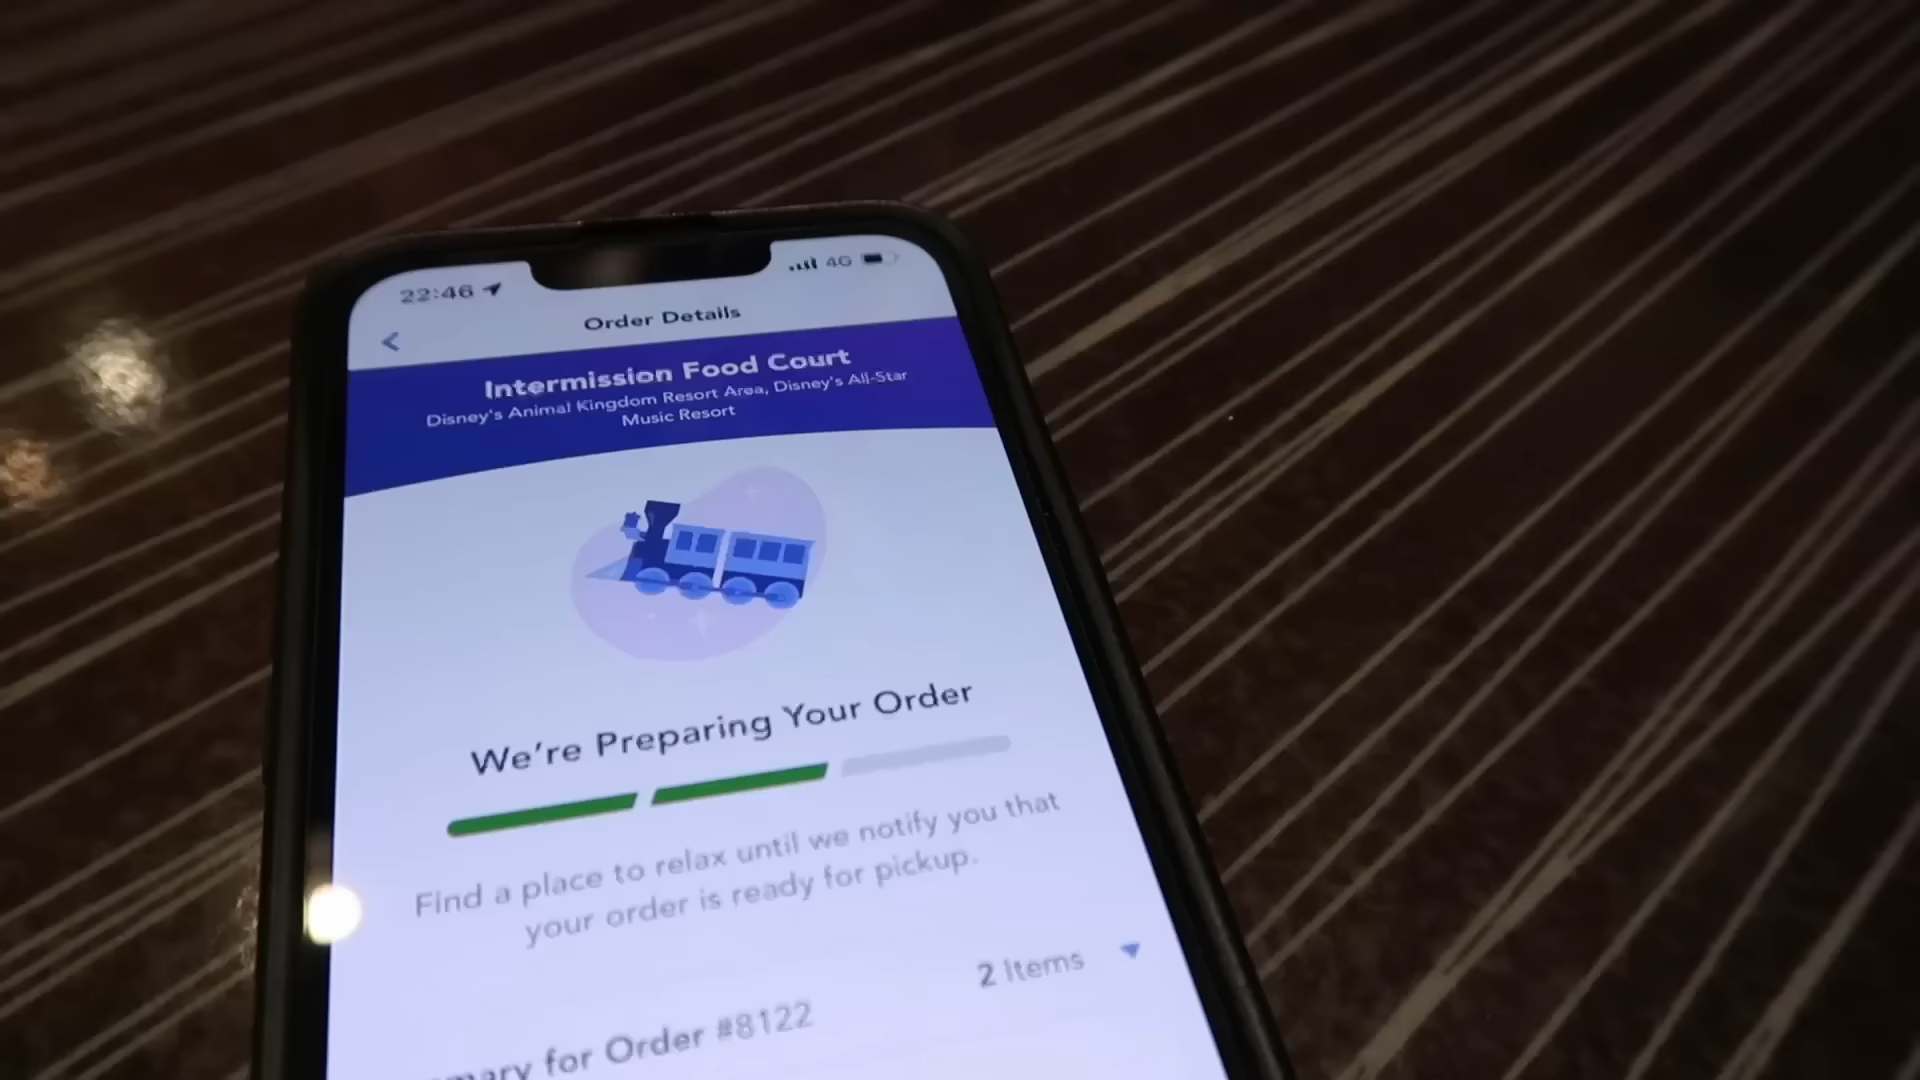 22:46
4G
Order Details
Intermission Food Court
Disney's Animal Kingdom Resort Area, Disney's All-Star
Music Resort
We're Preparing Your Order
Find a place to relax until we notify you that
your order is ready for pickup.
2 Items
mary for Order #8122